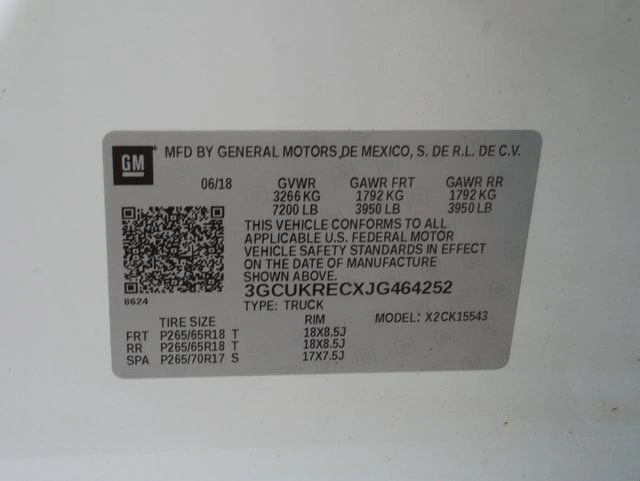 GM MFD BY GENERAL MOTORS DE MEXICO, S. DE R.L. DE C.V.
06/18 GVWR GAWR FRT GAWR RR
3266 KG 1792 KG 1792 KG
7200 LB 3950 LB 3950 LB
THIS VEHICLE CONFORMS TO ALL
APPLICABLE U.S. FEDERAL MOTOR
VEHICLE SAFETY STANDARDS IN EFFECT
ON THE DATE OF MANUFACTURE
SHOWN ABOVE.
8624 3GCUKRECXJG464252
TYPE: TRUCK MODEL: X2CK15543
TIRE SIZE RIM
FRT P265/65R18 T 18X8.5J
RR P265/65R18 T 18X8.5J
SPA P265/70R17 S 17X7.5J